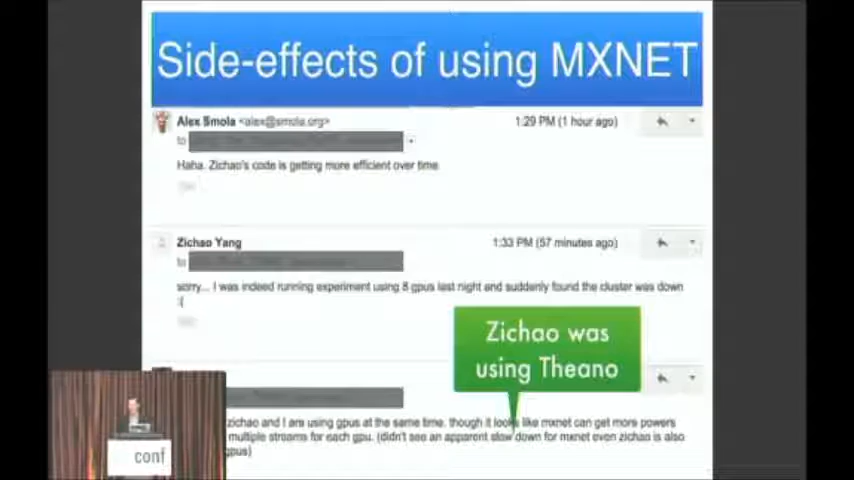 Side-effects of using MXNET
Alex Smola <alex@smola.org>
1:29 PM (1 hour ago)
to
Haha. Zichao's code is getting more efficient over time
Zichao Yang
1:33 PM (57 minutes ago)
to
sorry... I was indeed running experiment using 8 gpus last night and suddenly found the cluster was down
:(
Zichao was
using Theano
zichao and I are using gpus at the same time. though it looks like mxnet can get more powers
multiple streams for each gpu. (didn't see an apparent slow down for mxnet even zichao is also
gpus)
conf